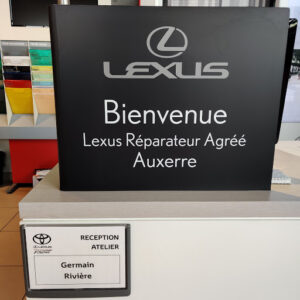 LEXUS
Bienvenue
Lexus Réparateur Agréé
Auxerre
RECEPTION
ATELIER
Germain
Rivière